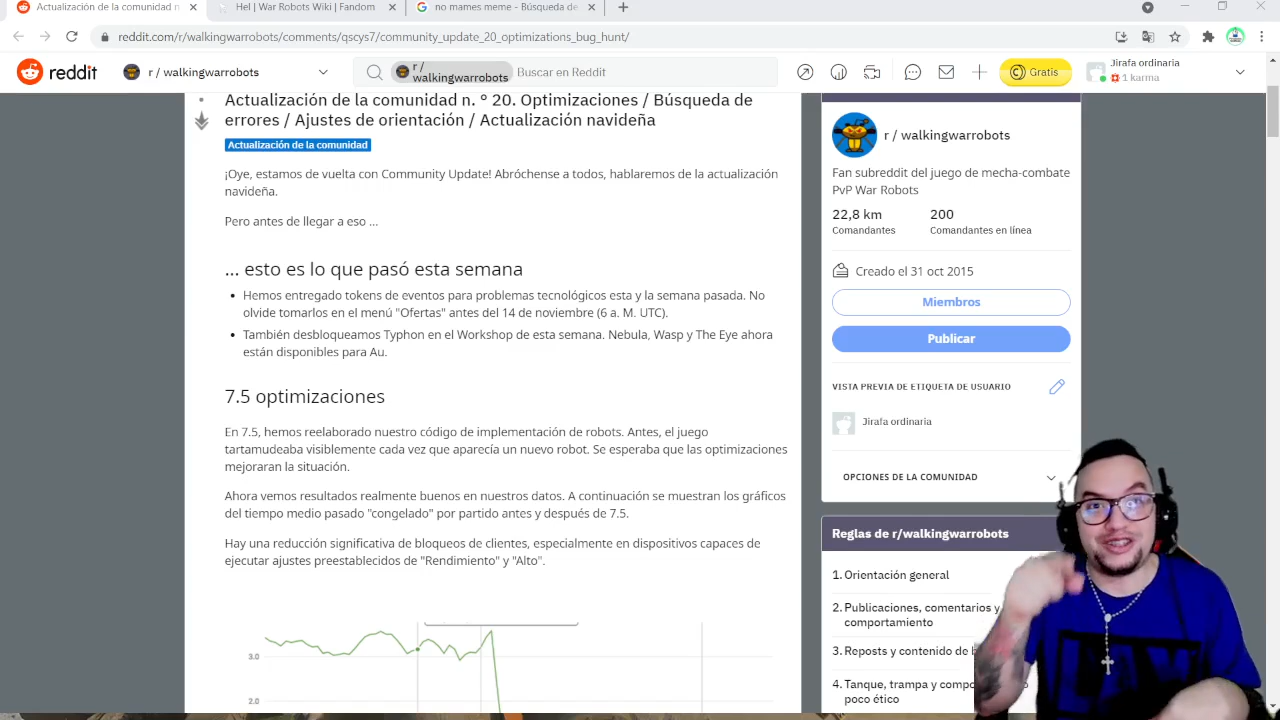 Actualización de la comunidad n
Hel | War Robots Wiki | Fandom
no mames meme - Búsqueda de
reddit.com/r/walkingwarrobots/comments/qscys7/community_update_20_optimizations_bug_hunt/
reddit
r / walkingwarrobots
r /
walkingwarrobots
Buscar en Reddit
Gratis
Jirafa ordinaria
1 karma
Actualización de la comunidad n. ° 20. Optimizaciones / Búsqueda de
errores / Ajustes de orientación / Actualización navideña
Actualización de la comunidad
¡Oye, estamos de vuelta con Community Update! Abróchense a todos, hablaremos de la actualización
navideña.
Pero antes de llegar a eso ...
... esto es lo que pasó esta semana
• Hemos entregado tokens de eventos para problemas tecnológicos esta y la semana pasada. No
olvide tomarlos en el menú "Ofertas" antes del 14 de noviembre (6 a. M. UTC).
• También desbloqueamos Typhon en el Workshop de esta semana. Nebula, Wasp y The Eye ahora
están disponibles para Au.
7.5 optimizaciones
En 7.5, hemos reelaborado nuestro código de implementación de robots. Antes, el juego
tartamudeaba visiblemente cada vez que aparecía un nuevo robot. Se esperaba que las optimizaciones
mejoraran la situación.
Ahora vemos resultados realmente buenos en nuestros datos. A continuación se muestran los gráficos
del tiempo medio pasado "congelado" por partido antes y después de 7.5.
Hay una reducción significativa de bloqueos de clientes, especialmente en dispositivos capaces de
ejecutar ajustes preestablecidos de "Rendimiento" y "Alto".
3.0
2.0
r / walkingwarrobots
Fan subreddit del juego de mecha-combate
PvP War Robots
22,8 km
200
Comandantes
Comandantes en línea
Creado el 31 oct 2015
Miembros
Publicar
VISTA PREVIA DE ETIQUETA DE USUARIO
Jirafa ordinaria
OPCIONES DE LA COMUNIDAD
Reglas de r/walkingwarrobots
1. Orientación general
2. Publicaciones, comentarios y
comportamiento
3. Reposts y contenido de b
4. Tanque, trampa y compo
poco ético